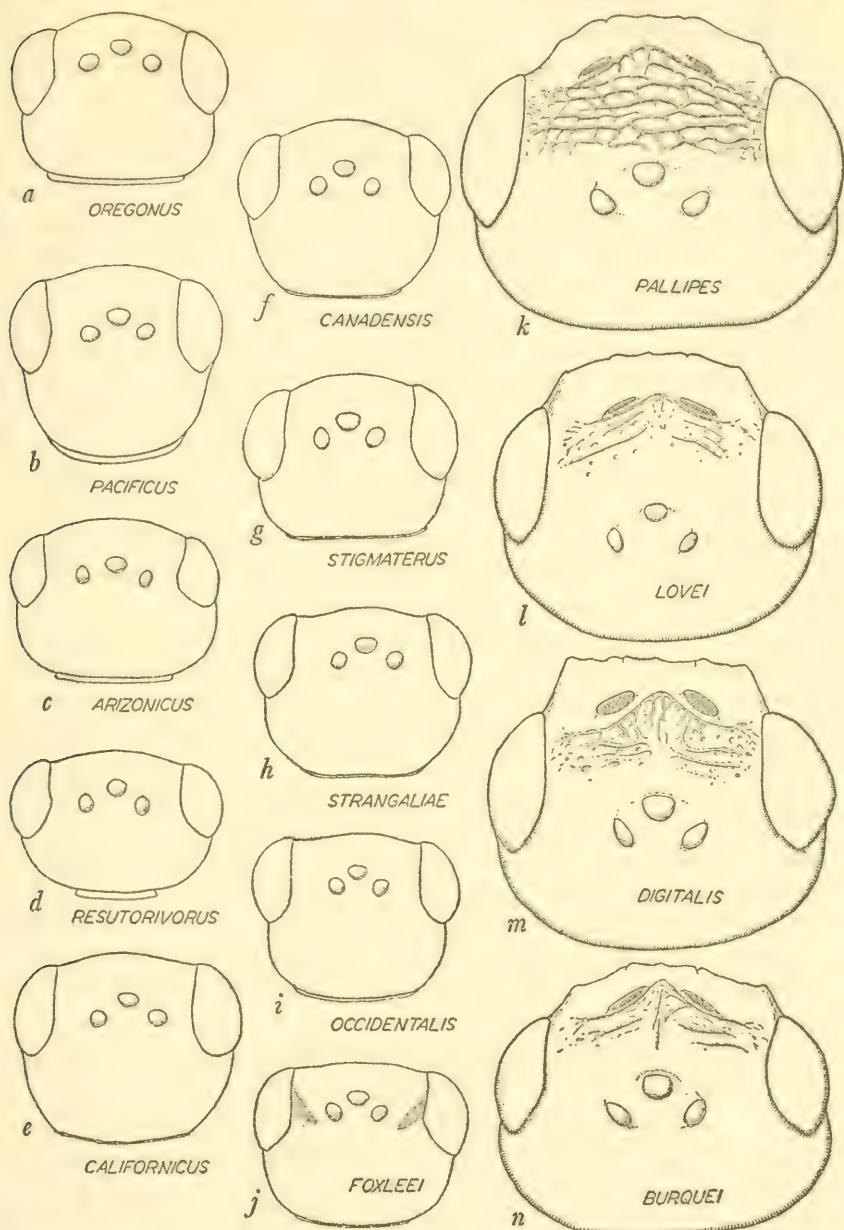 a
OREGONUS
b
PACIFICUS
c
ARIZONICUS
d
RESUTORIVORUS
e
CALIFORNICUS
f
CANADENSIS
g
STIGMATERUS
h
STRANGALIAE
i
OCCIDENTALIS
j
FOXLEEI
k
PALLIPES
l
LOVEI
m
DIGITALIS
n
BURQUEI